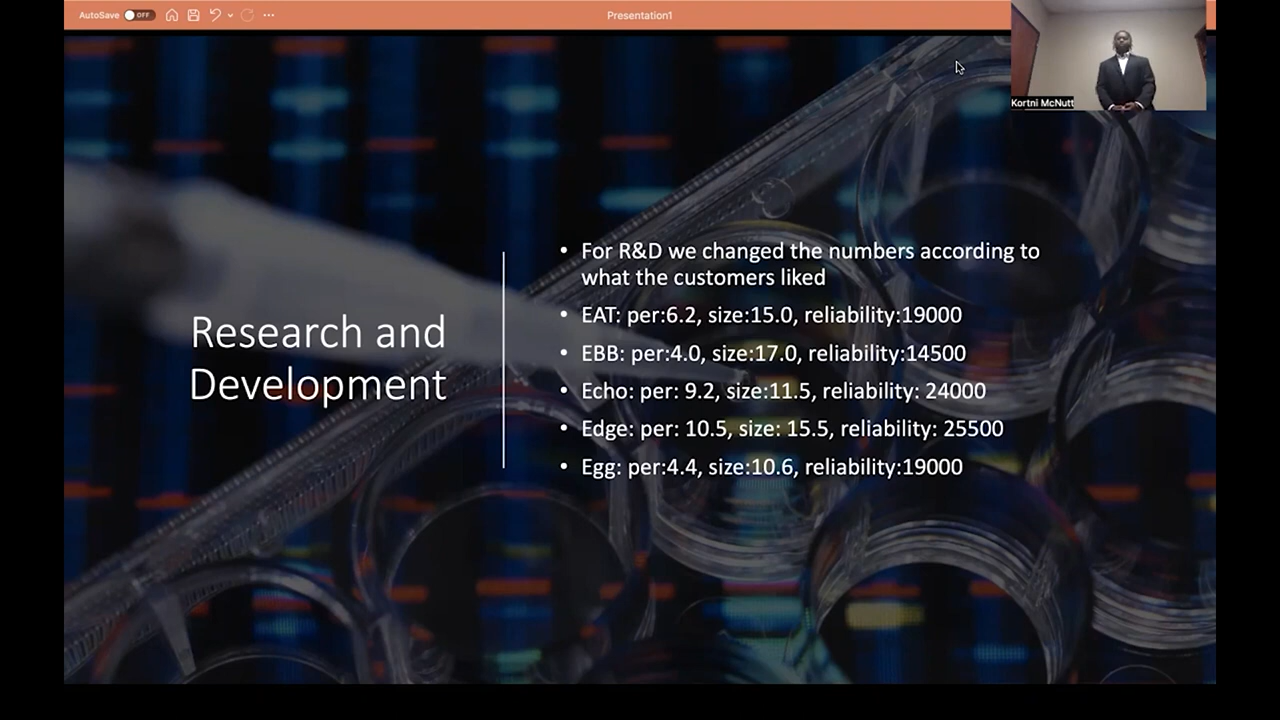 AutoSave OFF
Presentation1
Kortni McNutt
Research and
Development
• For R&D we changed the numbers according to
what the customers liked
• EAT: per:6.2, size:15.0, reliability:19000
• EBB: per:4.0, size:17.0, reliability:14500
• Echo: per: 9.2, size:11.5, reliability: 24000
• Edge: per: 10.5, size: 15.5, reliability: 25500
• Egg: per:4.4, size:10.6, reliability:19000